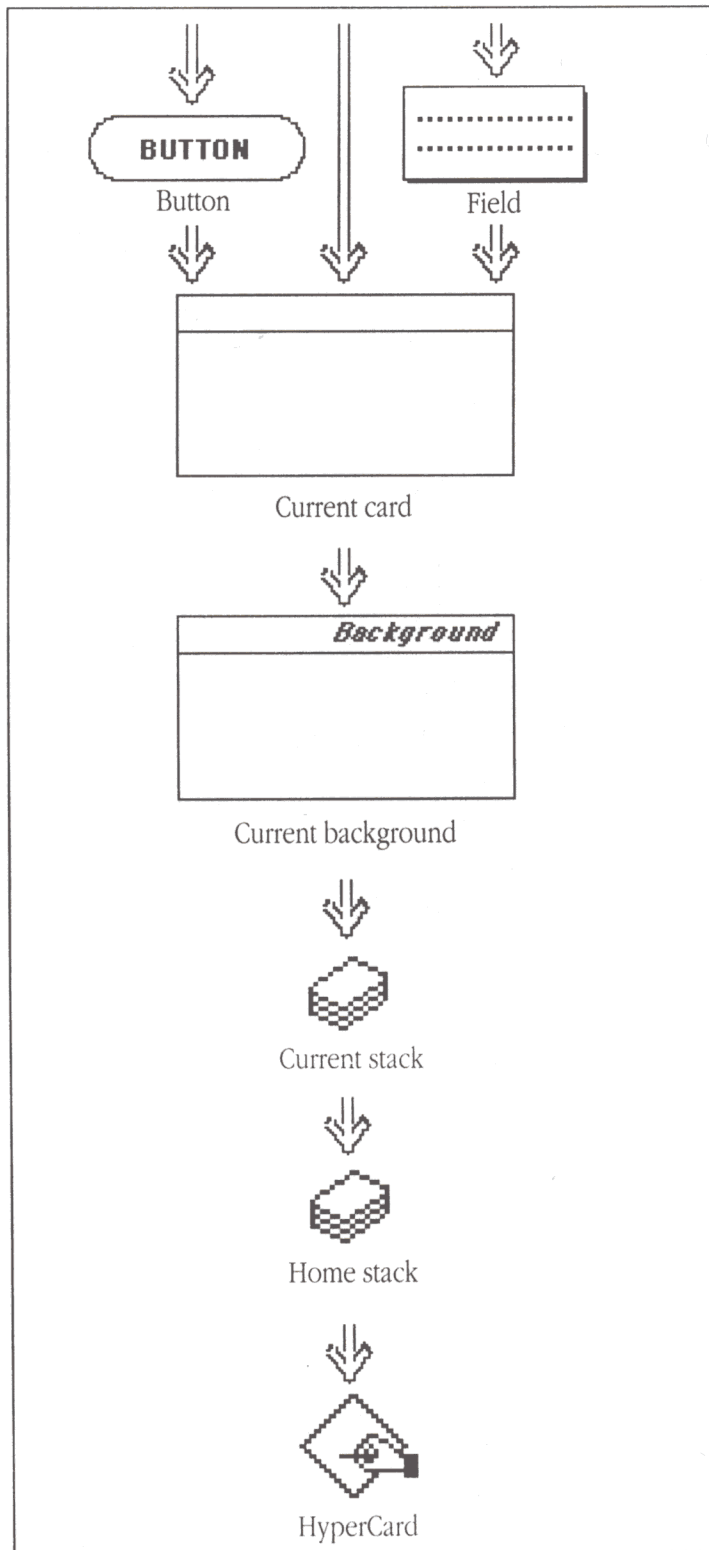 BUTTON
Button
Field
Current card
Background
Current background
Current stack
Home stack
HyperCard